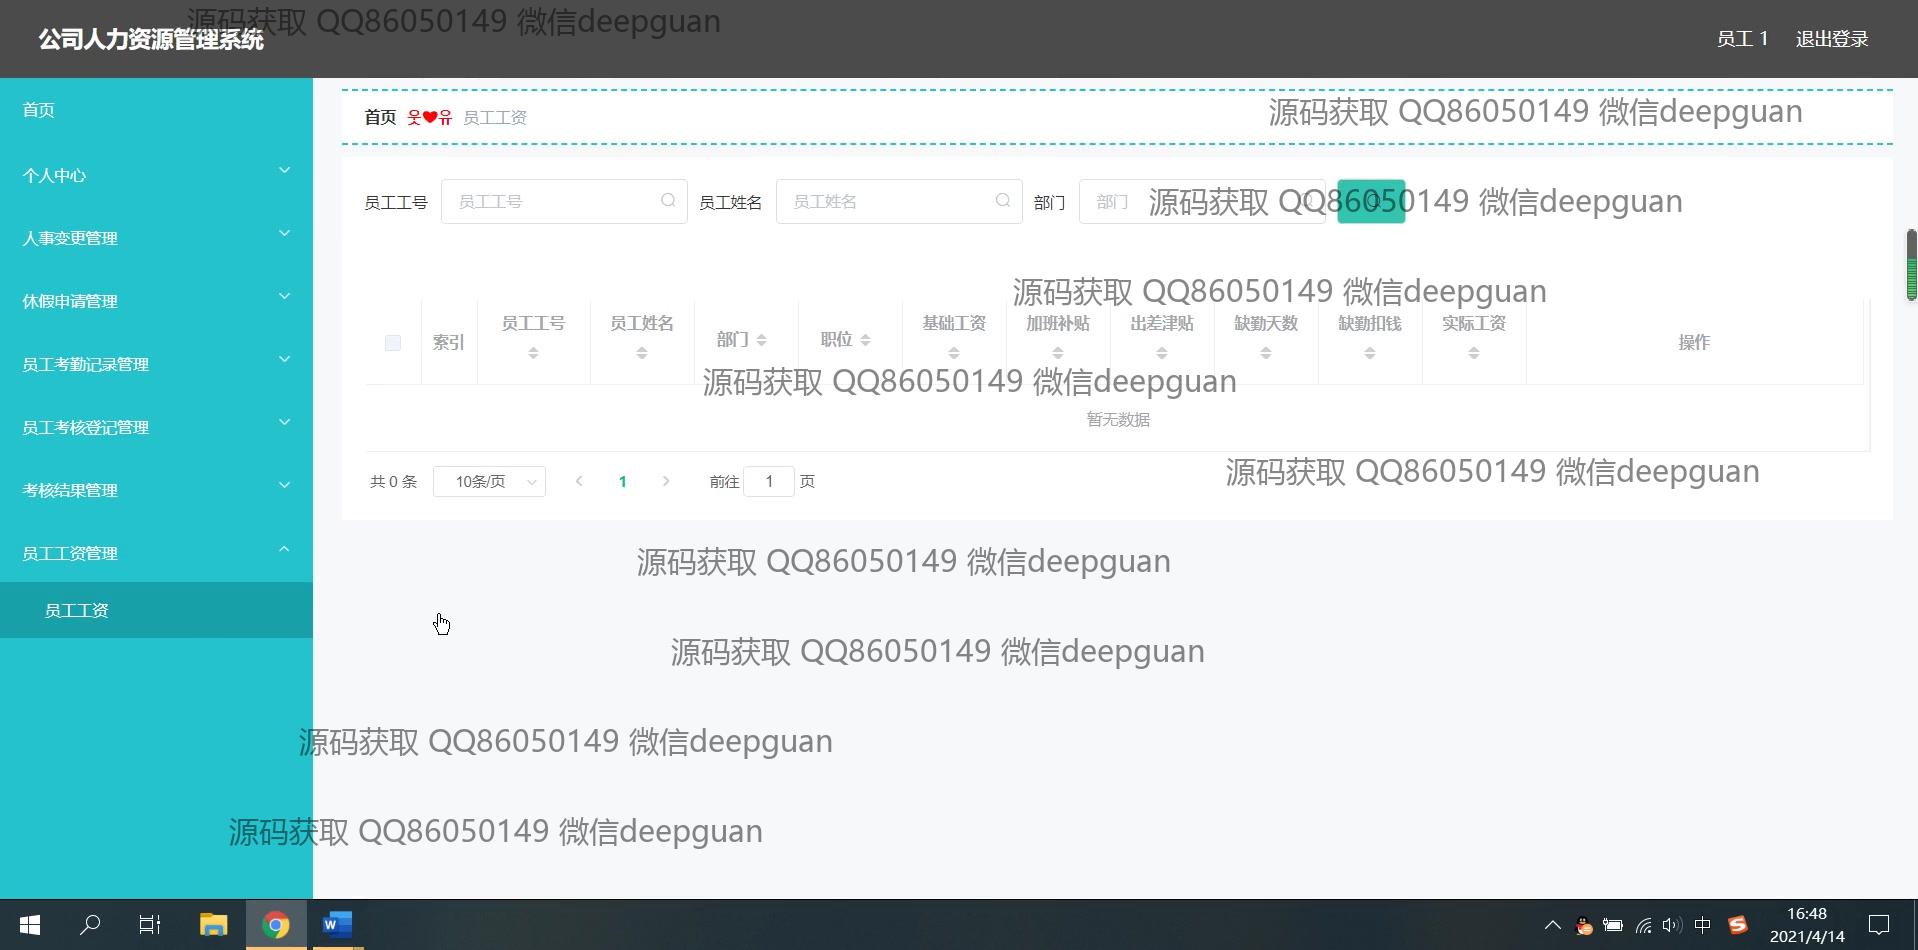 源码获取 QQ86050149 微信deepguan
公司人力资源管理系统
员工 1 退出登录
首页
个人中心
人事变更管理
休假申请管理
员工考勤记录管理
员工考核登记管理
考核结果管理
员工工资管理
员工工资
首页 웃❤유 员工工资
源码获取 QQ86050149 微信deepguan
员工工号 员工工号 员工姓名 员工姓名 部门 部门
源码获取 QQ86050149 微信deepguan
源码获取 QQ86050149 微信deepguan
索引 员工工号 员工姓名 部门 职位 基础工资 加班补贴 出差津贴 缺勤天数 缺勤扣钱 实际工资 操作
源码获取 QQ86050149 微信deepguan
暂无数据
源码获取 QQ86050149 微信deepguan
共 0 条 10条/页 1 前往 1 页
源码获取 QQ86050149 微信deepguan
源码获取 QQ86050149 微信deepguan
源码获取 QQ86050149 微信deepguan
源码获取 QQ86050149 微信deepguan
中
16:48
2021/4/14